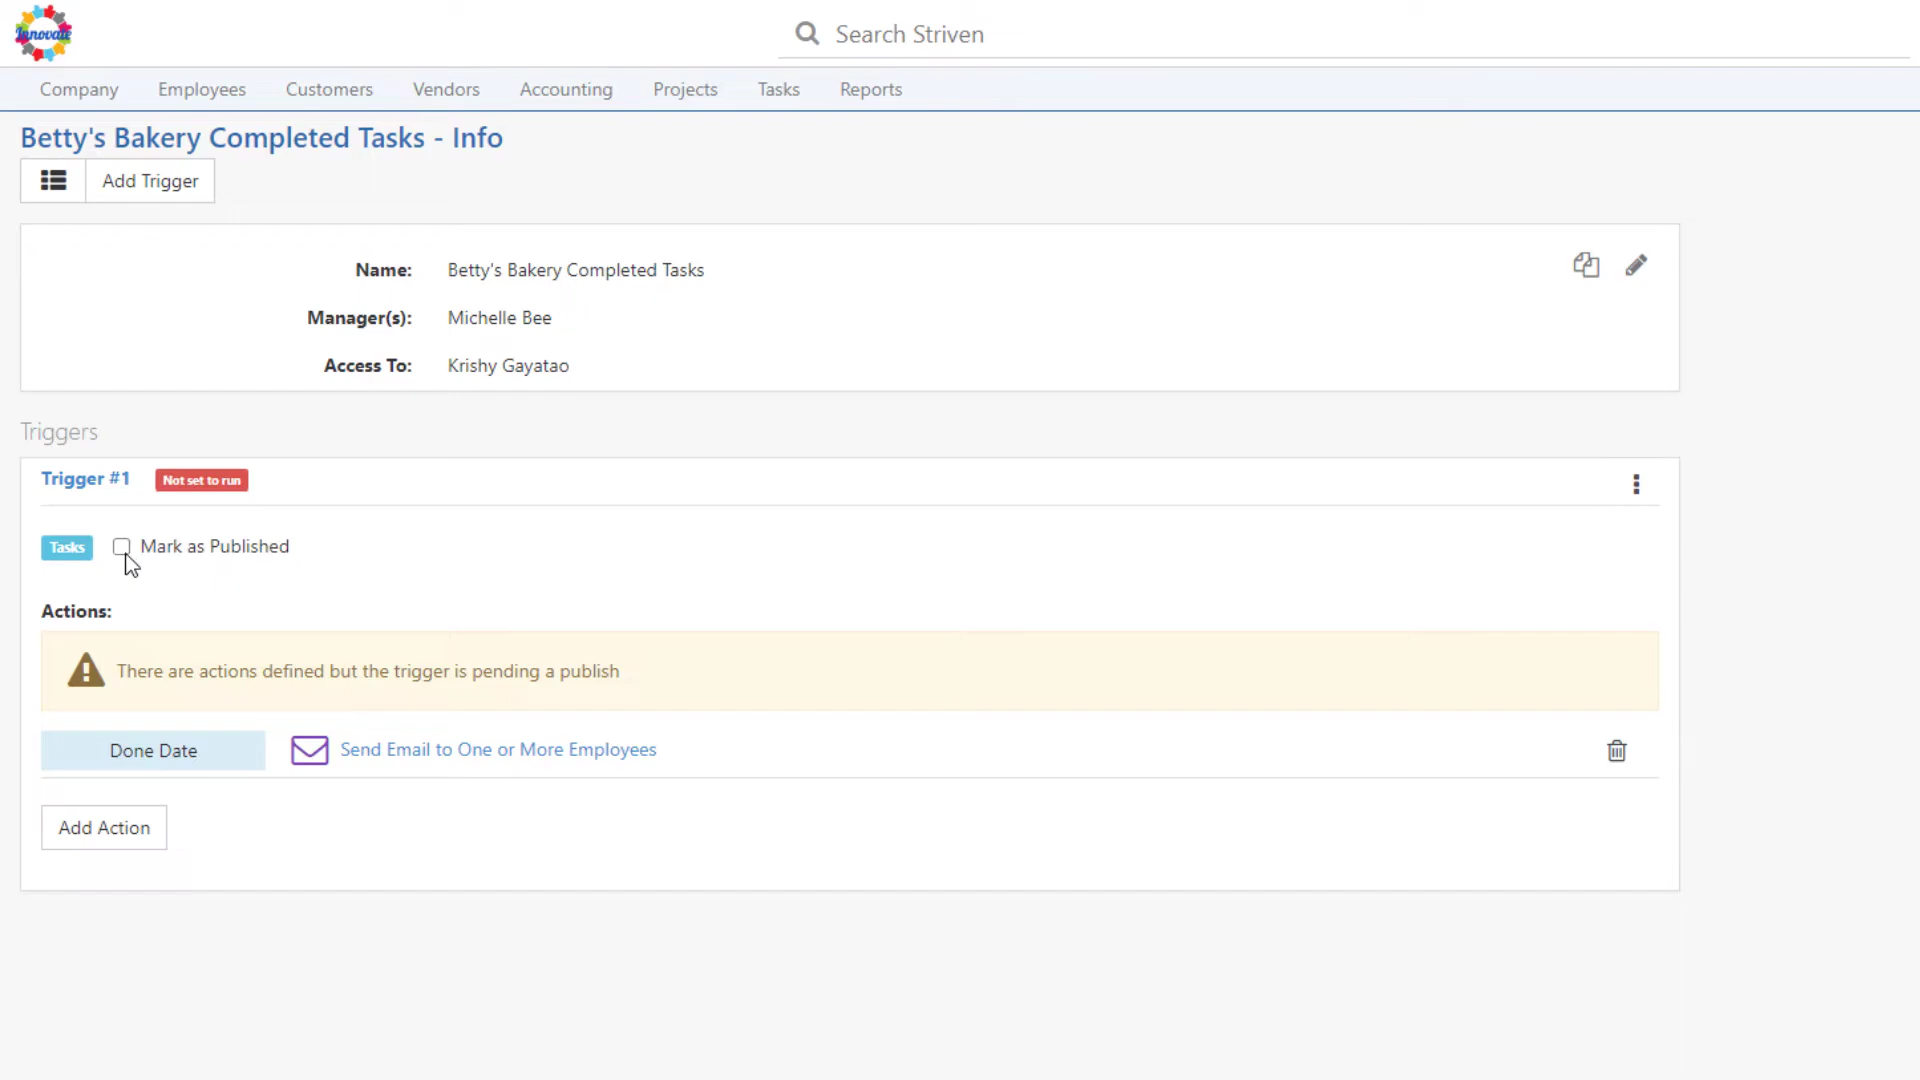 Innovate
Search Striven
Company Employees Customers Vendors Accounting Projects Tasks Reports
Betty's Bakery Completed Tasks - Info
Add Trigger
Name: Betty's Bakery Completed Tasks
Manager(s): Michelle Bee
Access To: Krishy Gayatao
Triggers
Trigger #1 Not set to run
Tasks Mark as Published
Actions:
There are actions defined but the trigger is pending a publish
Done Date Send Email to One or More Employees
Add Action